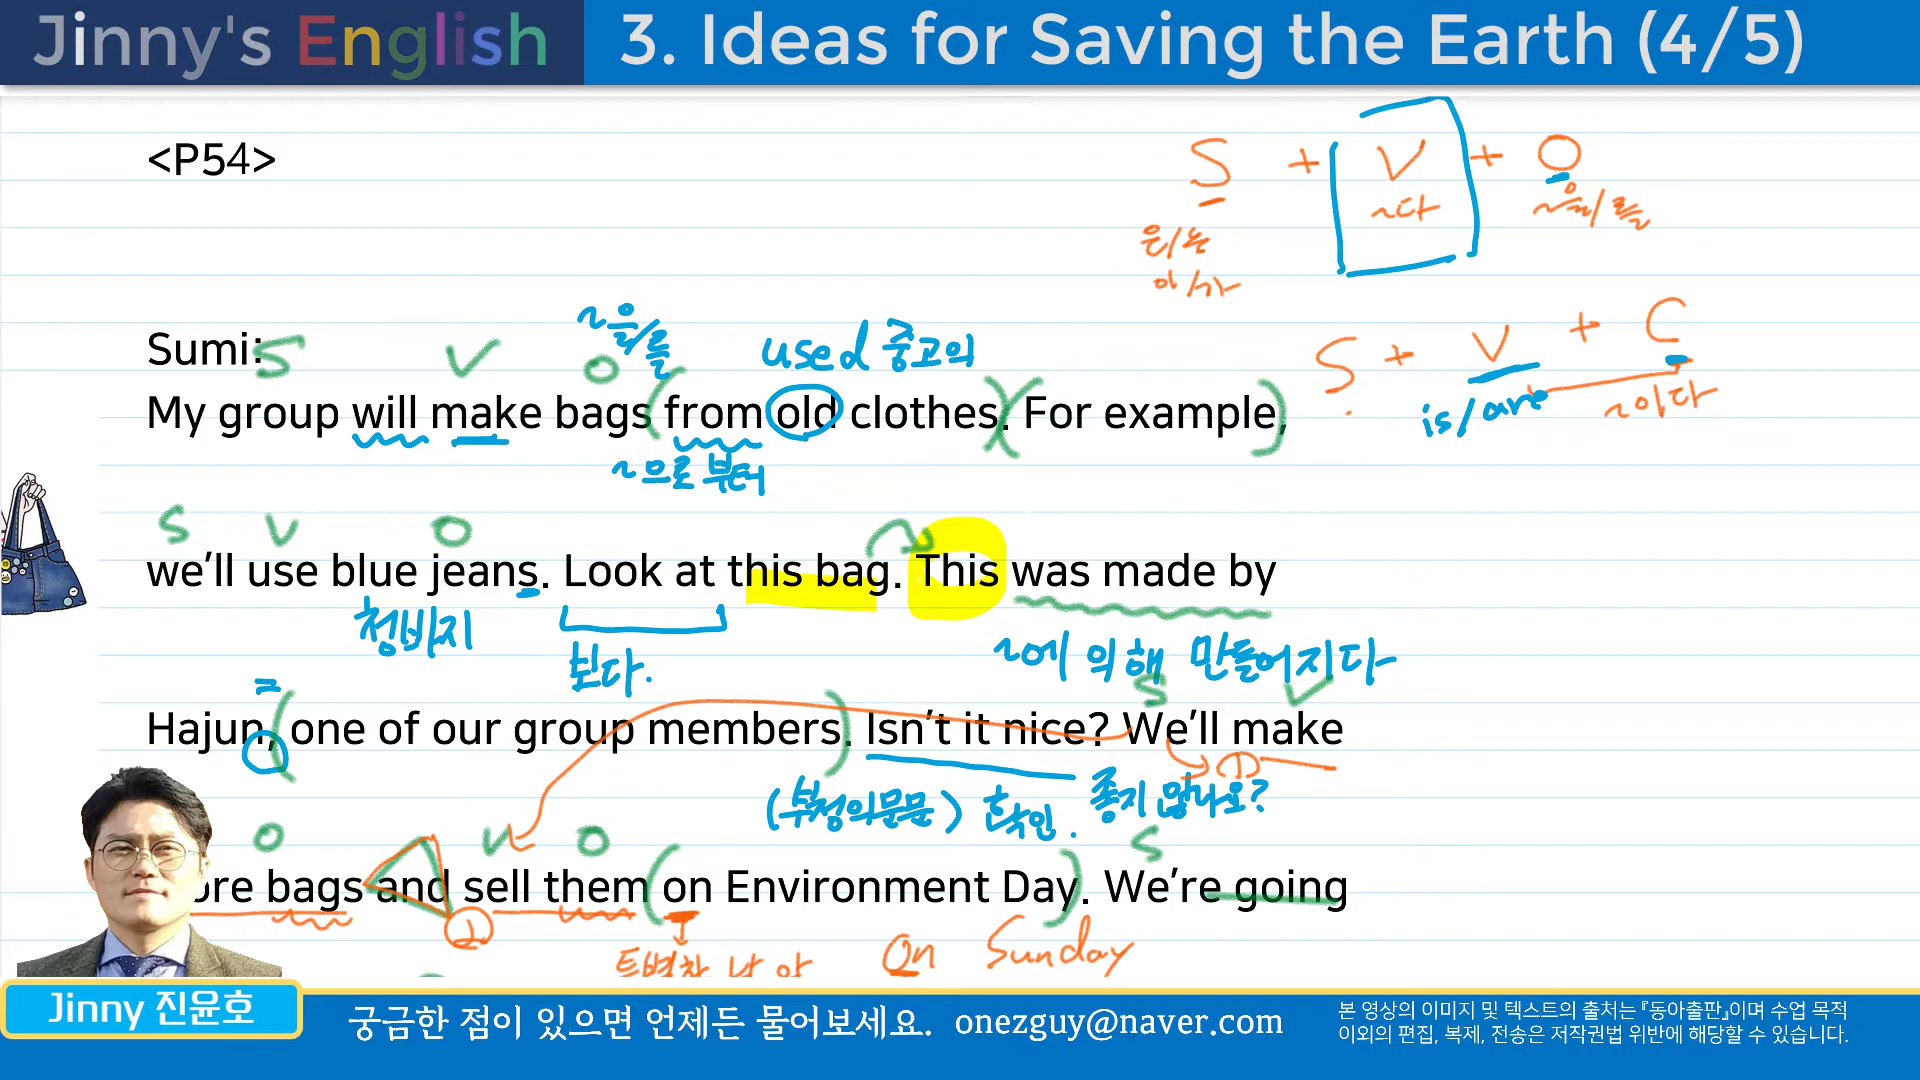 Jinny's English 3. Ideas for Saving the Earth (4/5)
<P54>
S + V + O
~다 ~을/를
은/는
이/가
S + V + C
is/are ~이다
Sumi:
S V O ~을/를 used 중고의
My group will make bags (from old clothes.)(For example,)
~으로부터
S V O
we'll use blue jeans. Look at this bag. This was made by
청바지 보다. ~에 의해 만들어지다
= S V
Hajun, (one of our group members). Isn't it nice? We'll make
(부정의문문) 확인. 좋지 않나요? ①
O V O S
ore bags and sell them (on Environment Day). We're going
② 특별한 날 앞 On Sunday
Jinny 진윤호
궁금한 점이 있으면 언제든 물어보세요. onezguy@naver.com
본 영상의 이미지 및 텍스트의 출처는 『동아출판』이며 수업 목적
이외의 편집, 복제, 전송은 저작권법 위반에 해당할 수 있습니다.